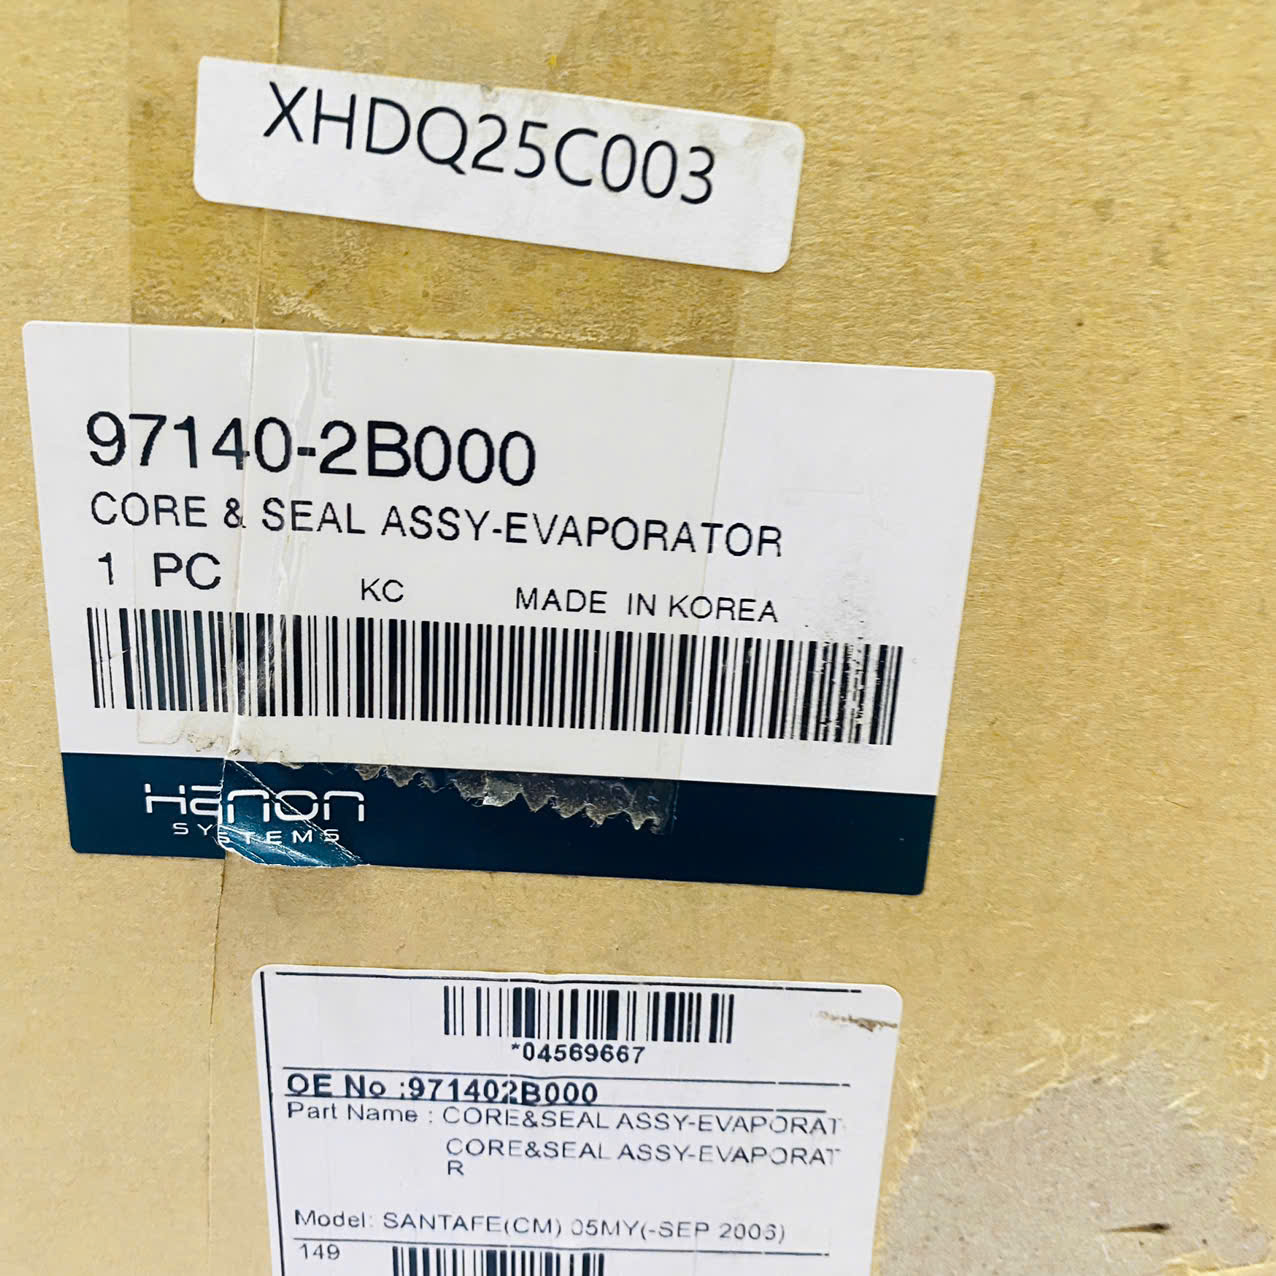 XHDQ25C003
97140-2B000
CORE & SEAL ASSY-EVAPORATOR
1 PC KC MADE IN KOREA
Hanon
SYSTEMS
*04569667
OE No :971402B000
Part Name : CORE&SEAL ASSY-EVAPORAT
CORE&SEAL ASSY-EVAPORAT
R
Model: SANTAFE(CM) 05MY(-SEP 2006)
149